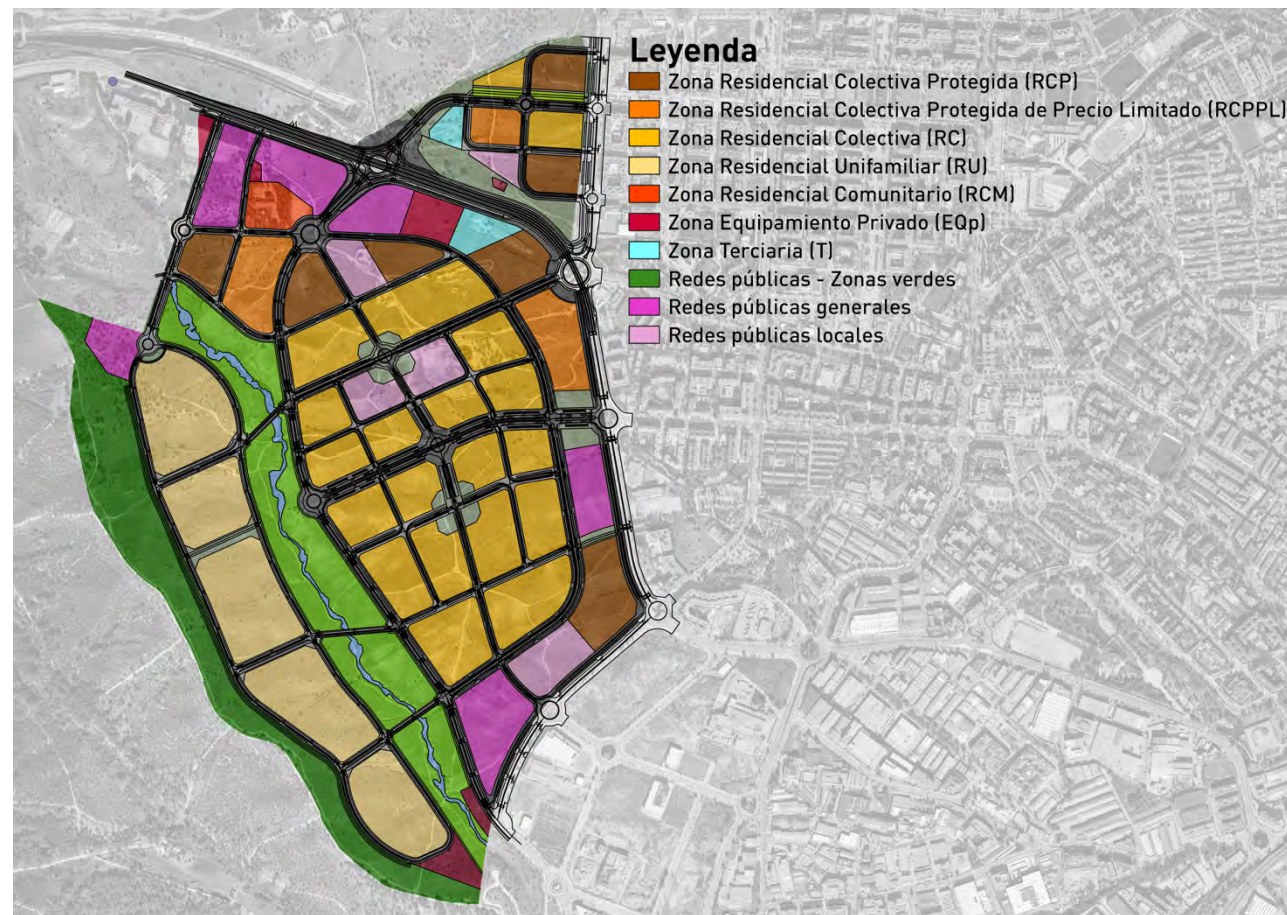 Leyenda
Zona Residencial Colectiva Protegida (RCP)
Zona Residencial Colectiva Protegida de Precio Limitado (RCPPL)
Zona Residencial Colectiva (RC)
Zona Residencial Unifamiliar (RU)
Zona Residencial Comunitario (RCM)
Zona Equipamiento Privado (EQp)
Zona Terciaria (T)
Redes públicas - Zonas verdes
Redes públicas generales
Redes públicas locales